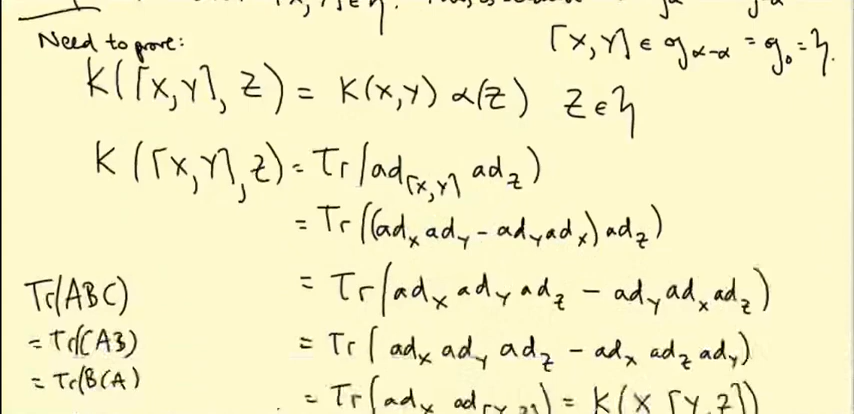 Need to prove:
[X,Y] ∈ g_{α-α} = g_0 = h.
K([X,Y], Z) = K(X,Y) α(Z) Z ∈ h
K([X,Y],Z) = Tr(ad_{[X,Y]} ad_Z)
= Tr((ad_X ad_Y - ad_Y ad_X) ad_Z)
= Tr(ad_X ad_Y ad_Z - ad_Y ad_X ad_Z)
Tr(ABC)
= Tr(CAB)
= Tr( ad_X ad_Y ad_Z - ad_X ad_Z ad_Y)
= Tr(BCA)
= Tr(ad_X ad_{[Y,Z]}) = K(X, [Y,Z])